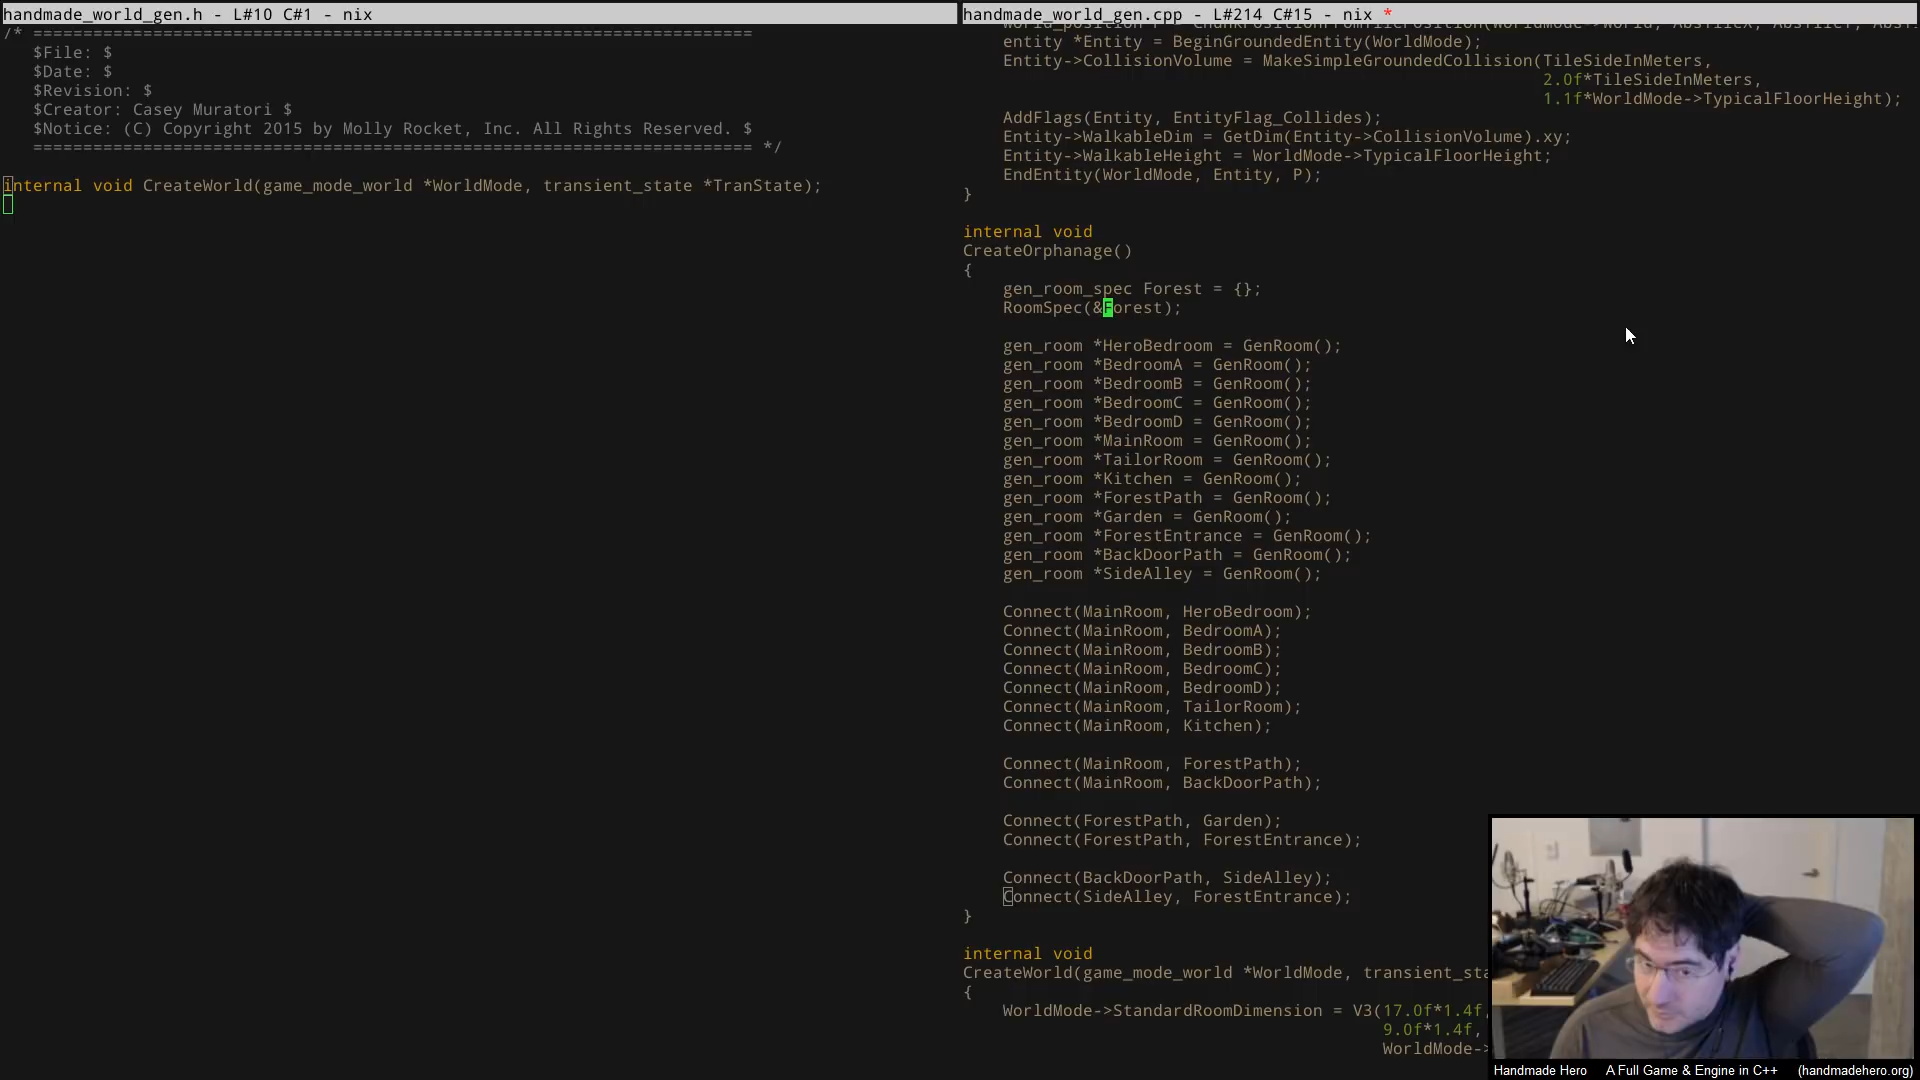 handmade_world_gen.h - L#10 C#1 - nix
/* ========================================================================
$File: $
$Date: $
$Revision: $
$Creator: Casey Muratori $
$Notice: (C) Copyright 2015 by Molly Rocket, Inc. All Rights Reserved. $
======================================================================== */
internal void CreateWorld(game_mode_world *WorldMode, transient_state *TranState);
handmade_world_gen.cpp - L#214 C#15 - nix *
entity *Entity = BeginGroundedEntity(WorldMode);
Entity->CollisionVolume = MakeSimpleGroundedCollision(TileSideInMeters,
2.0f*TileSideInMeters,
1.1f*WorldMode->TypicalFloorHeight);
AddFlags(Entity, EntityFlag_Collides);
Entity->WalkableDim = GetDim(Entity->CollisionVolume).xy;
Entity->WalkableHeight = WorldMode->TypicalFloorHeight;
EndEntity(WorldMode, Entity, P);
}
internal void
CreateOrphanage()
{
gen_room_spec Forest = {};
RoomSpec(&Forest);
gen_room *HeroBedroom = GenRoom();
gen_room *BedroomA = GenRoom();
gen_room *BedroomB = GenRoom();
gen_room *BedroomC = GenRoom();
gen_room *BedroomD = GenRoom();
gen_room *MainRoom = GenRoom();
gen_room *TailorRoom = GenRoom();
gen_room *Kitchen = GenRoom();
gen_room *ForestPath = GenRoom();
gen_room *Garden = GenRoom();
gen_room *ForestEntrance = GenRoom();
gen_room *BackDoorPath = GenRoom();
gen_room *SideAlley = GenRoom();
Connect(MainRoom, HeroBedroom);
Connect(MainRoom, BedroomA);
Connect(MainRoom, BedroomB);
Connect(MainRoom, BedroomC);
Connect(MainRoom, BedroomD);
Connect(MainRoom, TailorRoom);
Connect(MainRoom, Kitchen);
Connect(MainRoom, ForestPath);
Connect(MainRoom, BackDoorPath);
Connect(ForestPath, Garden);
Connect(ForestPath, ForestEntrance);
Connect(BackDoorPath, SideAlley);
Connect(SideAlley, ForestEntrance);
}
internal void
CreateWorld(game_mode_world *WorldMode, transient_sta
{
WorldMode->StandardRoomDimension = V3(17.0f*1.4f,
9.0f*1.4f,
WorldMode->
Handmade Hero A Full Game & Engine in C++ (handmadehero.org)